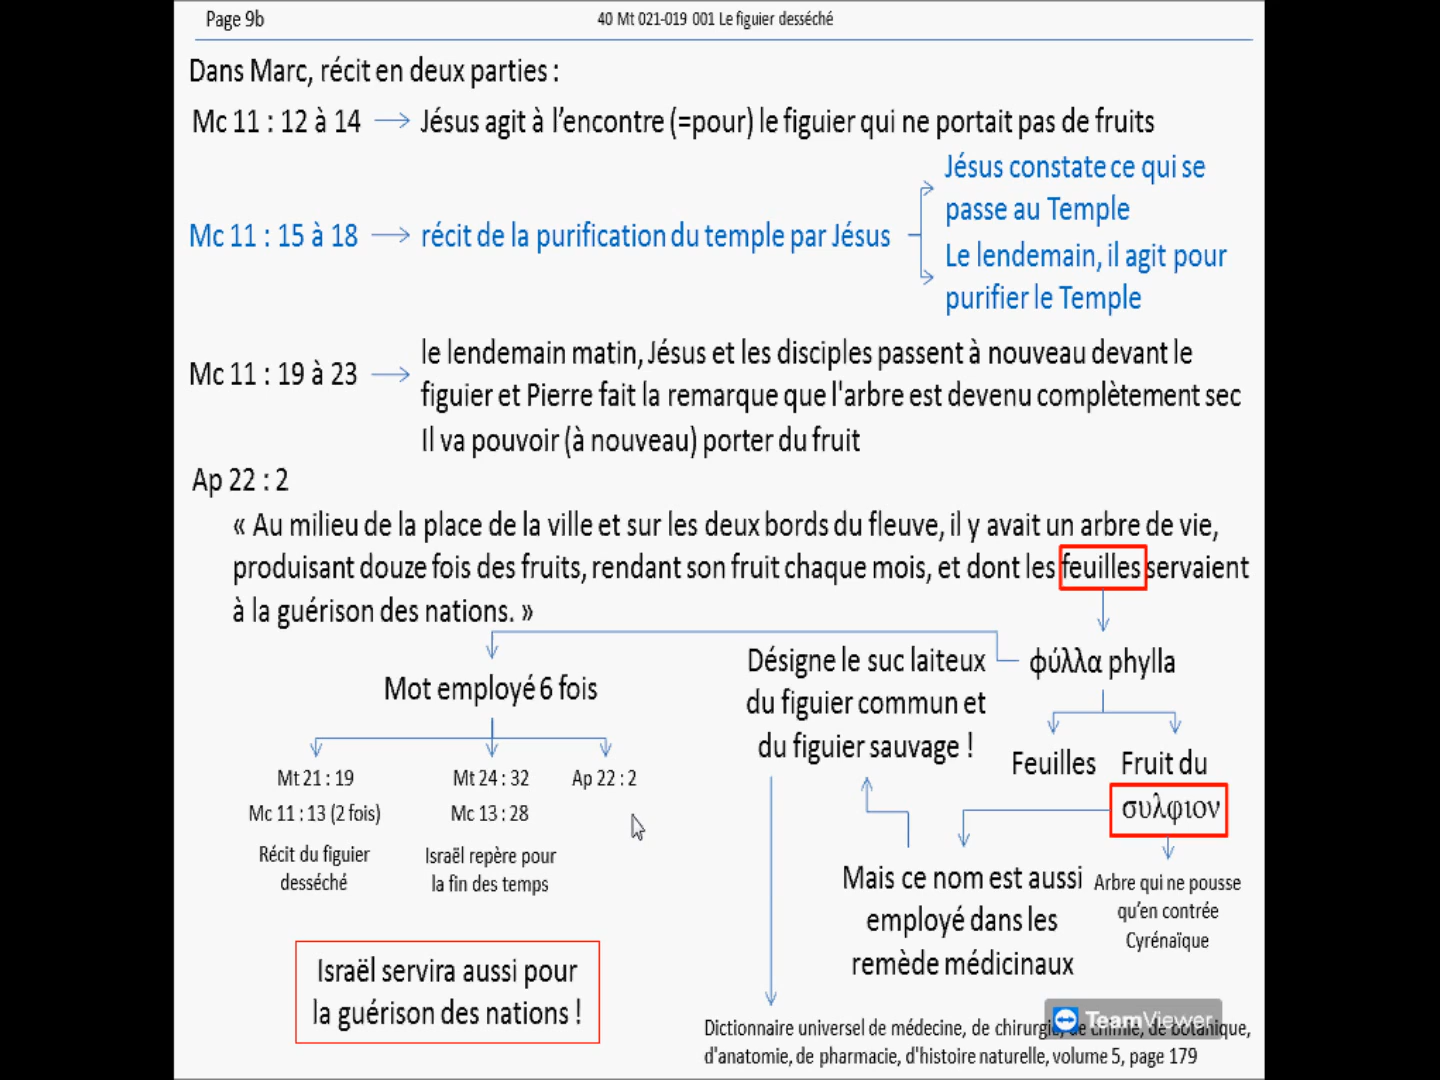 Page 9b
40 Mt 021-019 001 Le figuier desséché
Dans Marc, récit en deux parties :
Mc 11 : 12 à 14
Jésus agit à l'encontre (=pour) le figuier qui ne portait pas de fruits
Mc 11 : 15 à 18
récit de la purification du temple par Jésus
Jésus constate ce qui se
passe au Temple
Le lendemain, il agit pour
purifier le Temple
Mc 11 : 19 à 23
le lendemain matin, Jésus et les disciples passent à nouveau devant le
figuier et Pierre fait la remarque que l'arbre est devenu complètement sec
Il va pouvoir (à nouveau) porter du fruit
Ap 22 : 2
« Au milieu de la place de la ville et sur les deux bords du fleuve, il y avait un arbre de vie,
produisant douze fois des fruits, rendant son fruit chaque mois, et dont les feuilles servaient
à la guérison des nations. »
Mot employé 6 fois
Mt 21 : 19
Mc 11 : 13 (2 fois)
Récit du figuier
desséché
Mt 24 : 32
Mc 13 : 28
Israël repère pour
la fin des temps
Ap 22 : 2
Israël servira aussi pour
la guérison des nations !
Désigne le suc laiteux
du figuier commun et
du figuier sauvage !
φύλλα phylla
Feuilles
Fruit du
συλφιον
Mais ce nom est aussi
employé dans les
remède médicinaux
Arbre qui ne pousse
qu'en contrée
Cyrénaïque
Dictionnaire universel de médecine, de chirurgie, de chimie, de botanique,
d'anatomie, de pharmacie, d'histoire naturelle, volume 5, page 179
TeamViewer